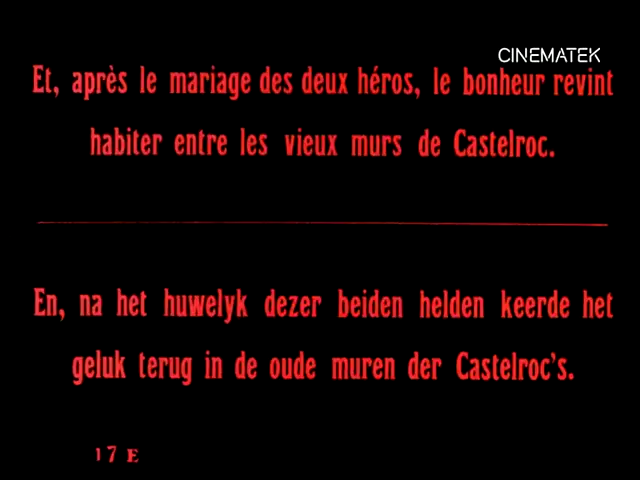 CINEMATEK
Et, après le mariage des deux héros, le bonheur revint
habiter entre les vieux murs de Castelroc.
En, na het huwelyk dezer beiden helden keerde het
geluk terug in de oude muren der Castelroc's.
17 E